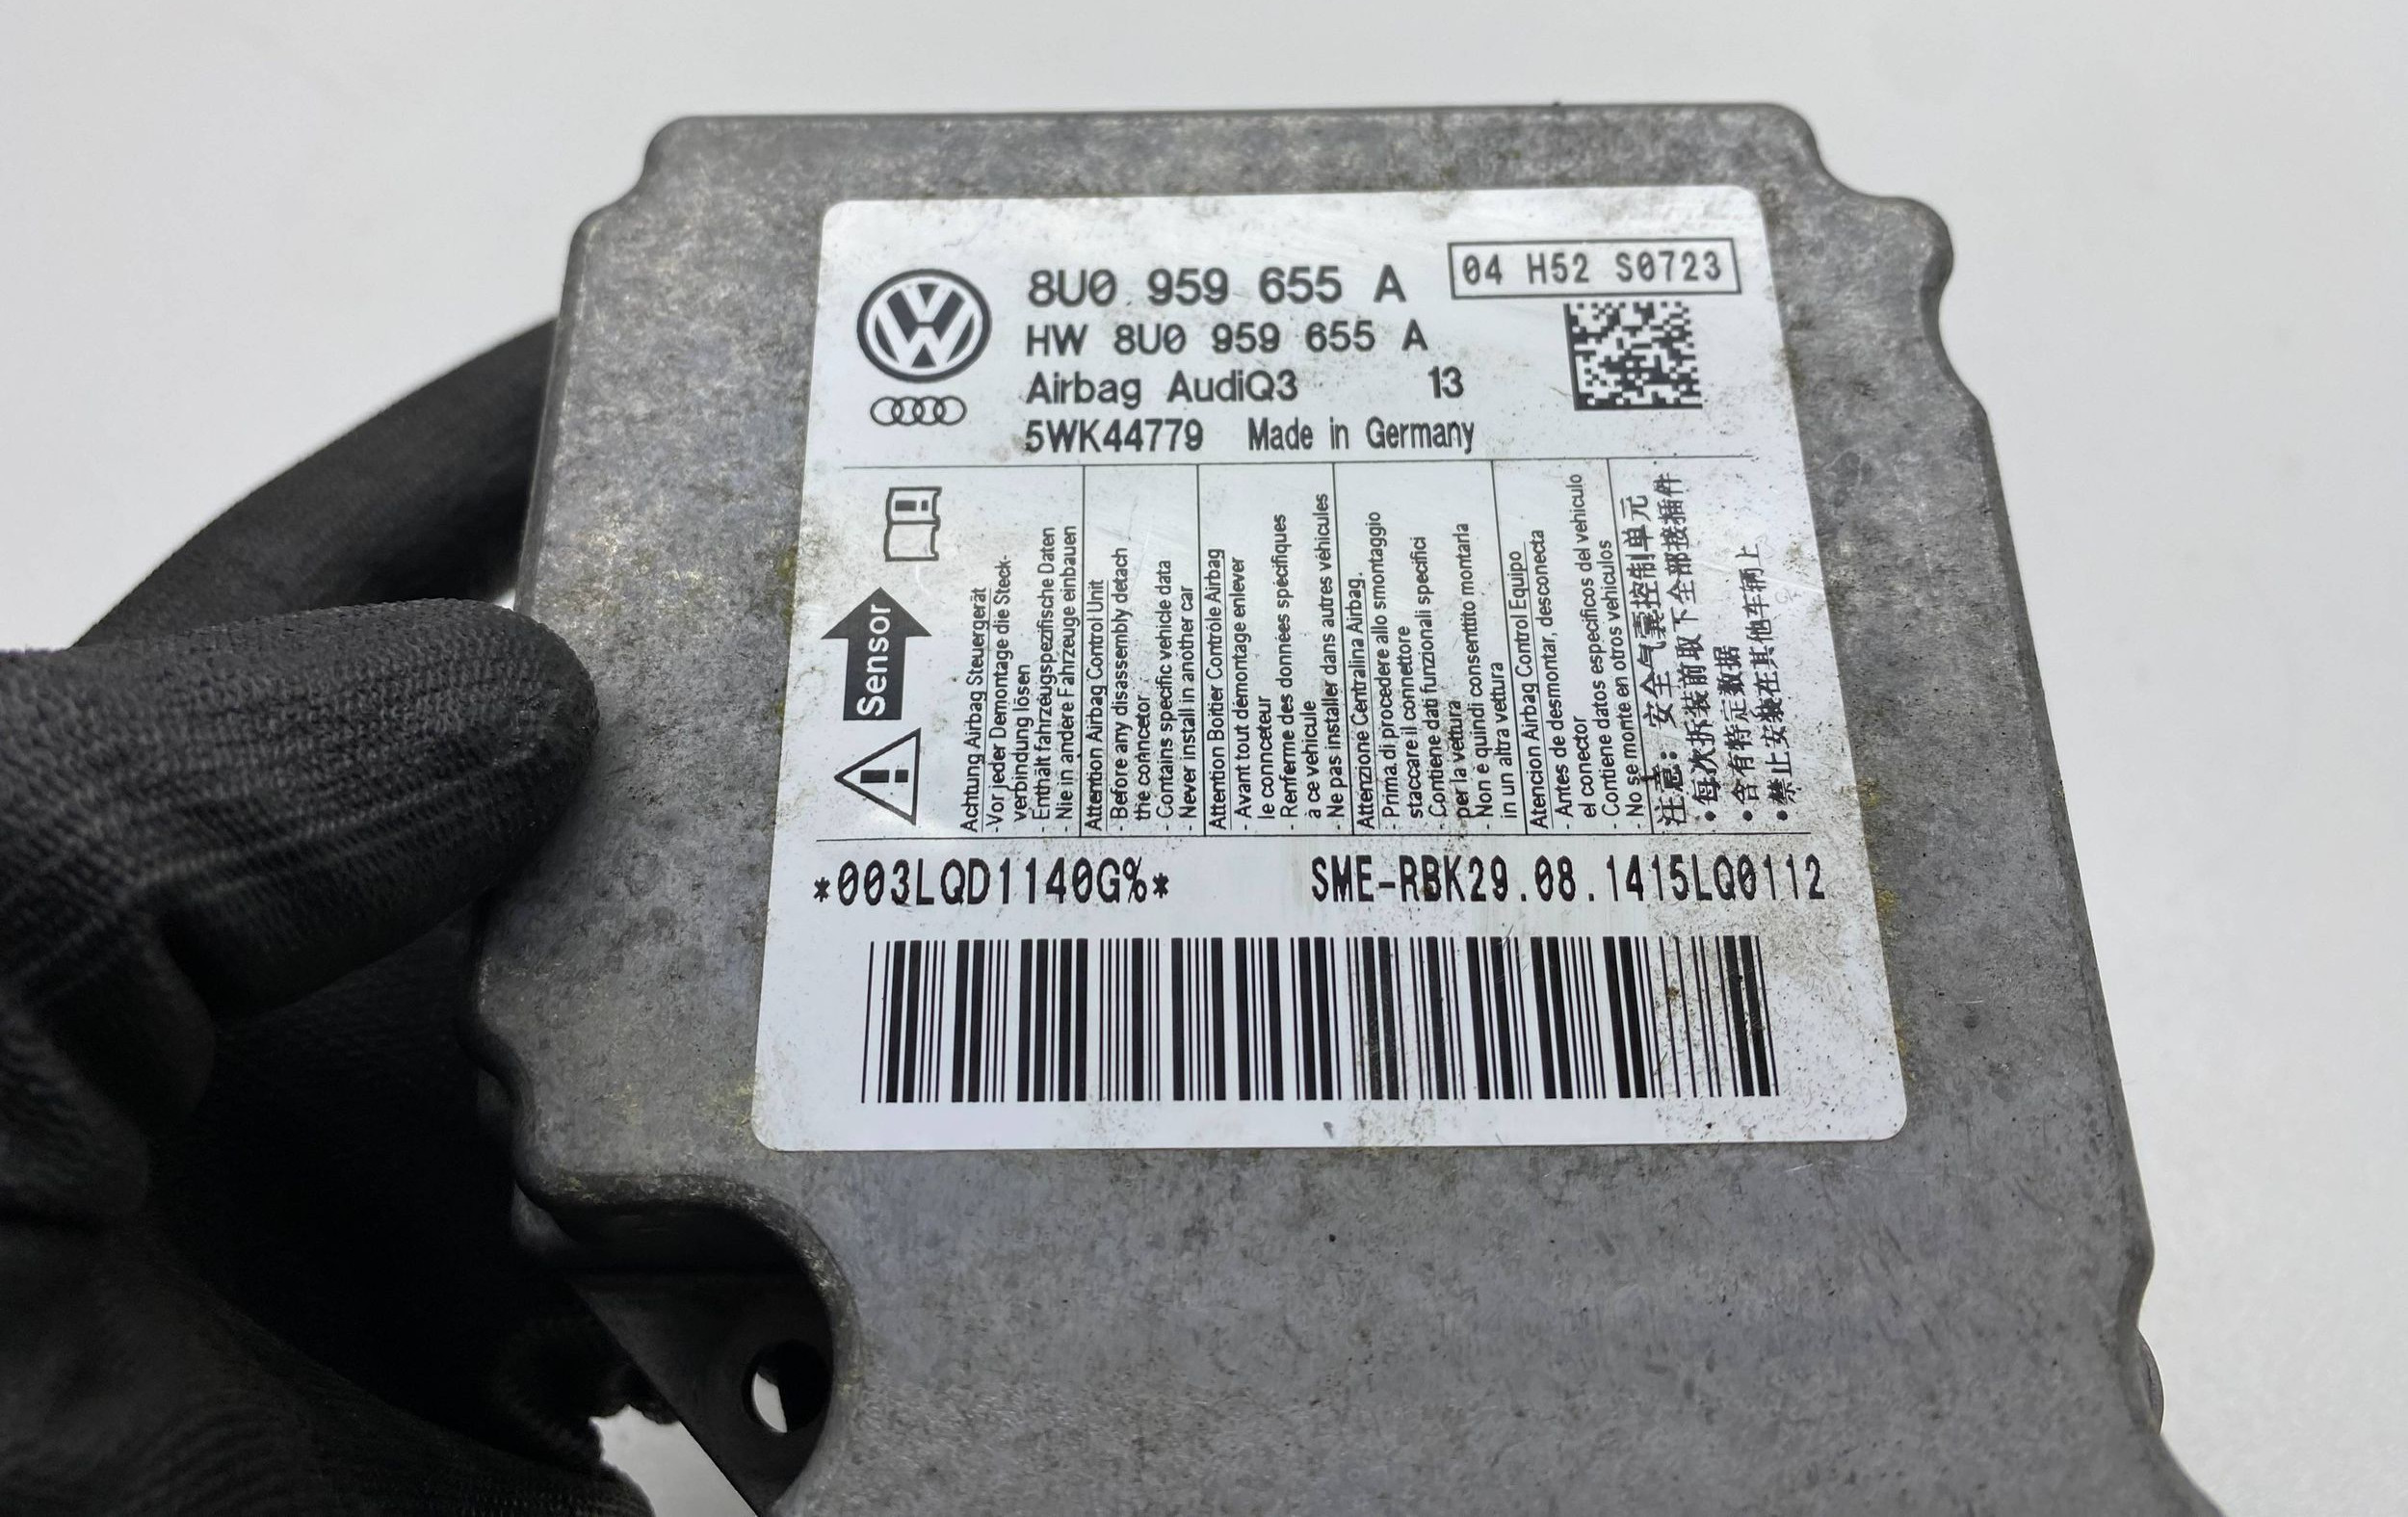 8U0 959 655 A
04 H52 S0723
HW 8U0 959 655 A
Airbag AudiQ3 13
5WK44779 Made in Germany
Sensor
Achtung Airbag Steuergerät
- Vor jeder Demontage die Steck-
verbindung lösen
- Enthält fahrzeugspezifische Daten
- Nie in andere Fahrzeuge einbauen
Attention Airbag Control Unit
- Before any disassembly detach
the conncetor
- Contains specific vehicle data
- Never install in another car
Attention Boitier Contrôle Airbag
- Avant tout démontage enlever
le connceteur
- Renferme des données spécifiques
a ce véhicule
- Ne pas installer dans autres véhicules
Attenzione Centralina Airbag.
- Prima di procedere allo smontaggio
staccare il connettore
- Contiene dati funzionali specifici
per la vettura
- Non e quindi consentito montarla
in un altra vettura
Atencion Airbag Control Equipo
- Antes de desmontar, desconecta
el conector
- Contiene datos especificos del vehiculo
- No se monte en otros vehiculos
注意: 安全气囊控制单元
• 每次拆装前取下全部接插件
• 含有特定数据
• 禁止安装在其他车辆上
*003LQD1140G%* SME-RBK29.08.1415LQ0112